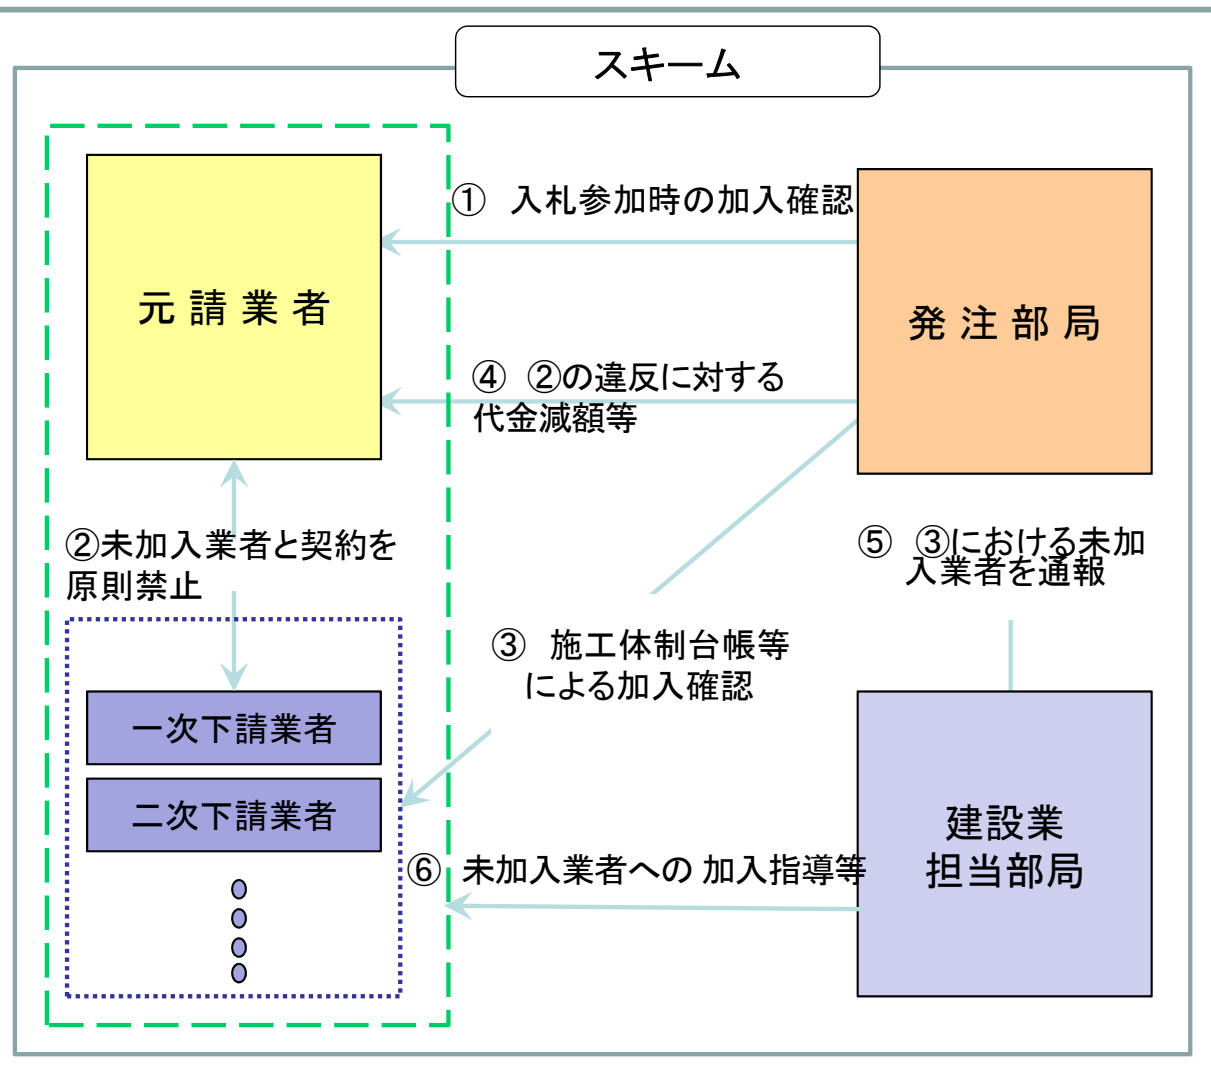 スキーム
① 入札参加時の加入確認
元請業者
発注部局
④ ②の違反に対する
代金減額等
②未加入業者と契約を
原則禁止
⑤ ③における未加
入業者を通報
③ 施工体制台帳等
による加入確認
一次下請業者
二次下請業者
建設業
担当部局
⑥ 未加入業者への 加入指導等